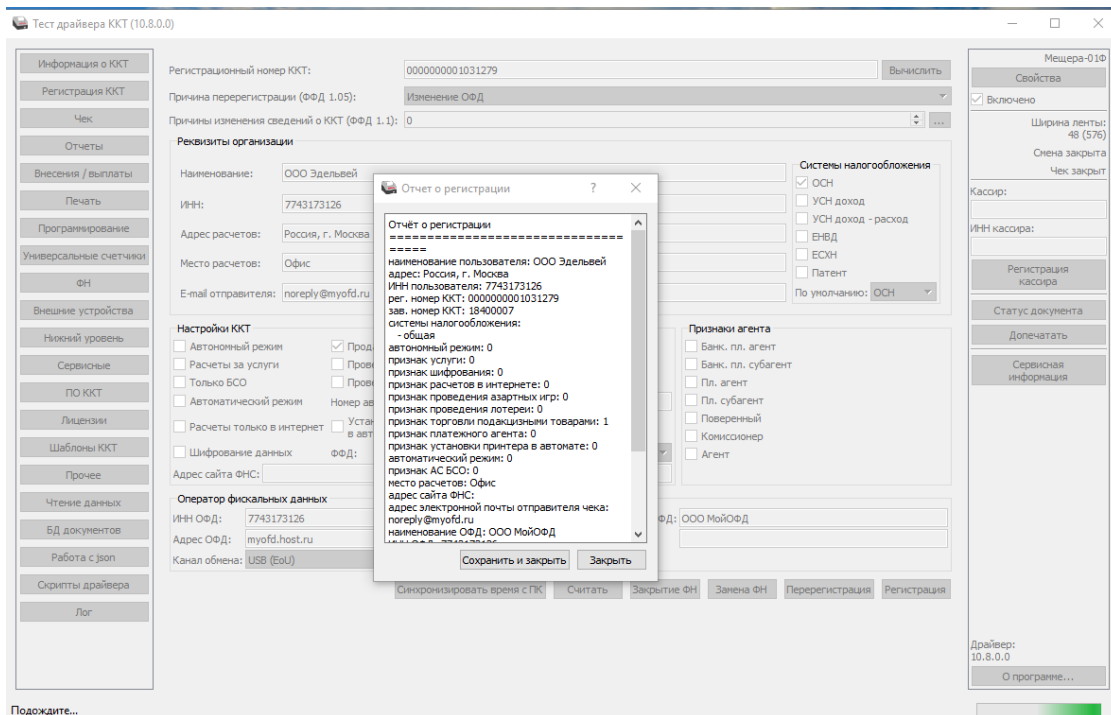 Тест драйвера ККТ (10.8.0.0)
Информация о ККТ
Регистрация ККТ
Чек
Отчеты
Внесения / выплаты
Печать
Программирование
Универсальные счетчики
ФН
Внешние устройства
Нижний уровень
Сервисные
ПО ККТ
Лицензии
Шаблоны ККТ
Прочее
Чтение данных
БД документов
Работа с json
Скрипты драйвера
Лог
Регистрационный номер ККТ: 0000000001031279 Вычислить
Причина перерегистрации (ФФД 1.05): Изменение ОФД
Причины изменения сведений о ККТ (ФФД 1.1): 0 ...
Реквизиты организации
Наименование: ООО Эдельвей
ИНН: 7743173126
Адрес расчетов: Россия, г. Москва
Место расчетов: Офис
E-mail отправителя: noreply@myofd.ru
Системы налогообложения
ОСН
УСН доход
УСН доход - расход
ЕНВД
ЕСХН
Патент
По умолчанию: ОСН
Настройки ККТ
Автономный режим
Расчеты за услуги
Только БСО
Автоматический режим
Расчеты только в интернет
Шифрование данных ФФД:
Адрес сайта ФНС:
Признаки агента
Банк. пл. агент
Банк. пл. субагент
Пл. агент
Пл. субагент
Поверенный
Комиссионер
Агент
Оператор фискальных данных
ИНН ОФД: 7743173126
ООО МойОФД
Адрес ОФД: myofd.host.ru
Канал обмена: USB (EoU)
Синхронизировать время с ПК Считать Закрытие ФН Замена ФН Перерегистрация Регистрация
Отчет о регистрации ? ×
Отчёт о регистрации
===============================
=====
наименование пользователя: ООО Эдельвей
адрес: Россия, г. Москва
ИНН пользователя: 7743173126
рег. номер ККТ: 0000000001031279
зав. номер ККТ: 18400007
системы налогообложения:
- общая
автономный режим: 0
признак услуги: 0
признак шифрования: 0
признак расчетов в интернете: 0
признак проведения азартных игр: 0
признак проведения лотереи: 0
признак торговли подакцизными товарами: 1
признак платежного агента: 0
признак установки принтера в автомате: 0
автоматический режим: 0
признак АС БСО: 0
место расчетов: Офис
адрес сайта ФНС:
адрес электронной почты отправителя чека:
noreply@myofd.ru
наименование ОФД: ООО МойОФД
Сохранить и закрыть Закрыть
Мещера-01Ф
Свойства
Включено
Ширина ленты:
48 (576)
Смена закрыта
Чек закрыт
Кассир:
ИНН кассира:
Регистрация
кассира
Статус документа
Допечатать
Сервисная
информация
Драйвер:
10.8.0.0
О программе...
Подождите...